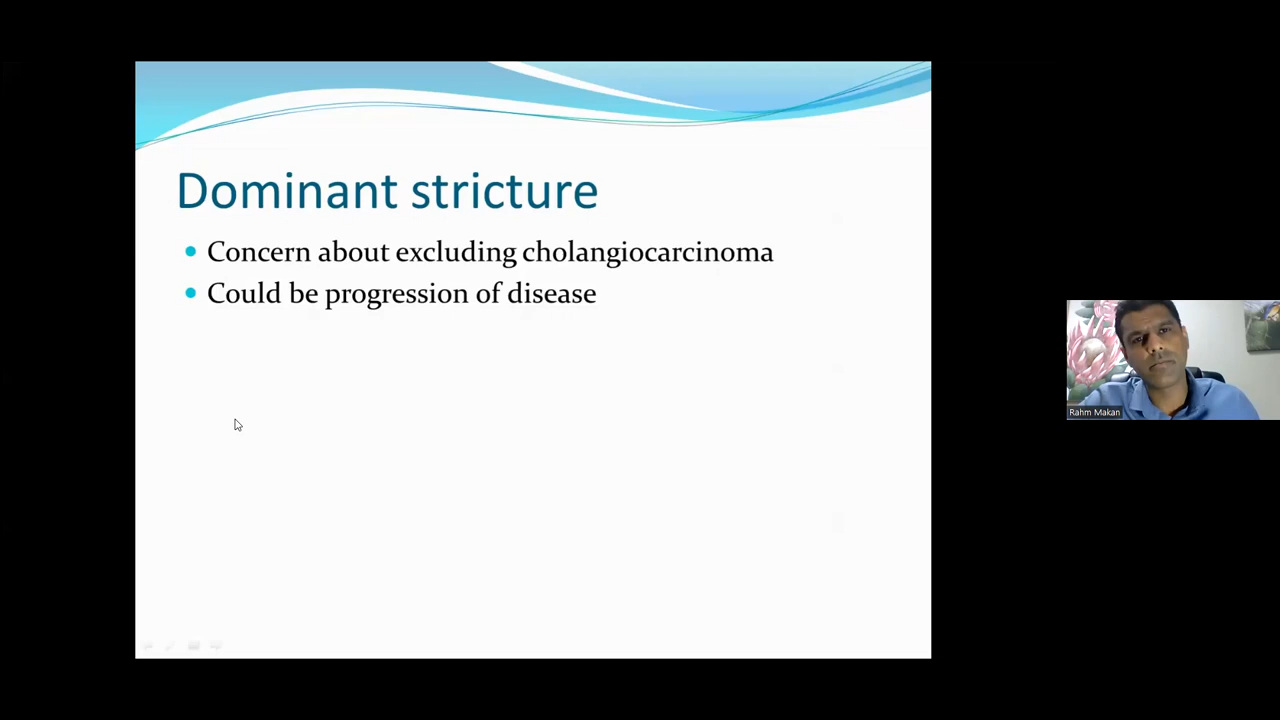 Dominant stricture
Concern about excluding cholangiocarcinoma
Could be progression of disease
Rahm Makan